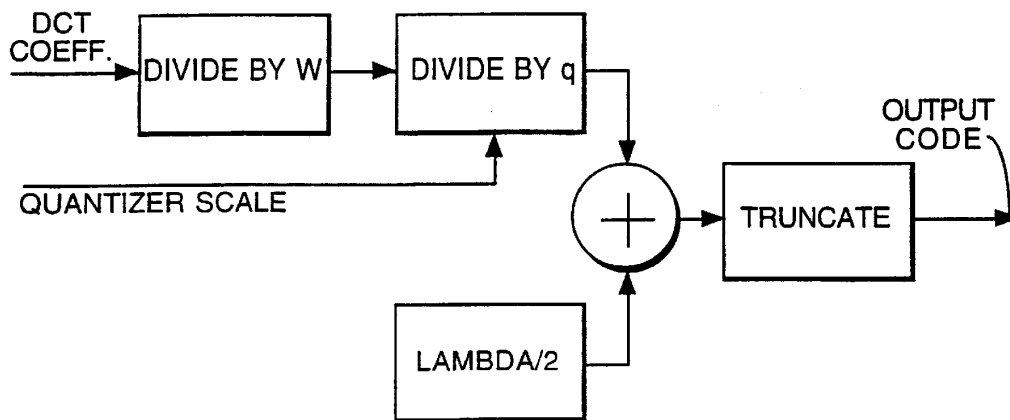 DCT
COEFF.
DIVIDE BY W
DIVIDE BY q
OUTPUT
CODE
QUANTIZER SCALE
TRUNCATE
LAMBDA/2